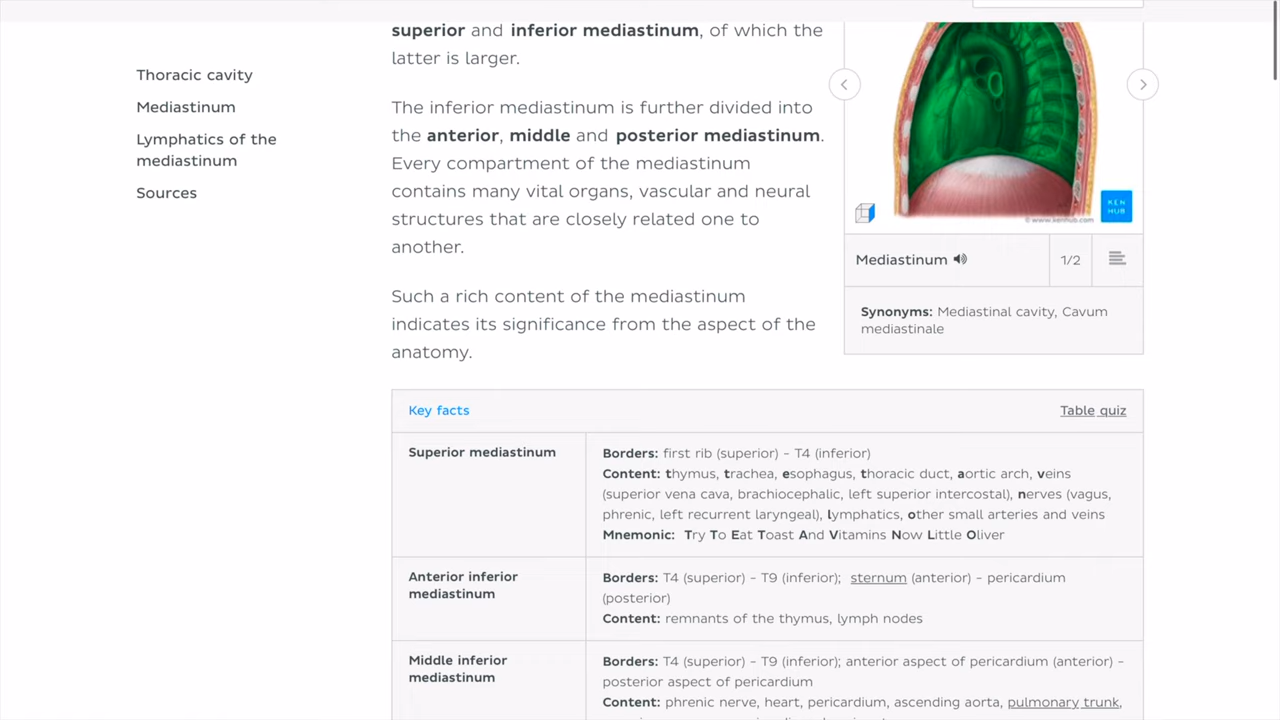 Thoracic cavity
Mediastinum
Lymphatics of the
mediastinum
Sources
superior and inferior mediastinum, of which the
latter is larger.
The inferior mediastinum is further divided into
the anterior, middle and posterior mediastinum.
Every compartment of the mediastinum
contains many vital organs, vascular and neural
structures that are closely related one to
another.
Such a rich content of the mediastinum
indicates its significance from the aspect of the
anatomy.
© www.kenhub.com
KEN
HUB
Mediastinum
1/2
Synonyms: Mediastinal cavity, Cavum
mediastinale
Key facts
Table quiz
Superior mediastinum
Borders: first rib (superior) - T4 (inferior)
Content: thymus, trachea, esophagus, thoracic duct, aortic arch, veins
(superior vena cava, brachiocephalic, left superior intercostal), nerves (vagus,
phrenic, left recurrent laryngeal), lymphatics, other small arteries and veins
Mnemonic: Try To Eat Toast And Vitamins Now Little Oliver
Anterior inferior
mediastinum
Borders: T4 (superior) - T9 (inferior); sternum (anterior) - pericardium
(posterior)
Content: remnants of the thymus, lymph nodes
Middle inferior
mediastinum
Borders: T4 (superior) - T9 (inferior); anterior aspect of pericardium (anterior) -
posterior aspect of pericardium
Content: phrenic nerve, heart, pericardium, ascending aorta, pulmonary trunk,